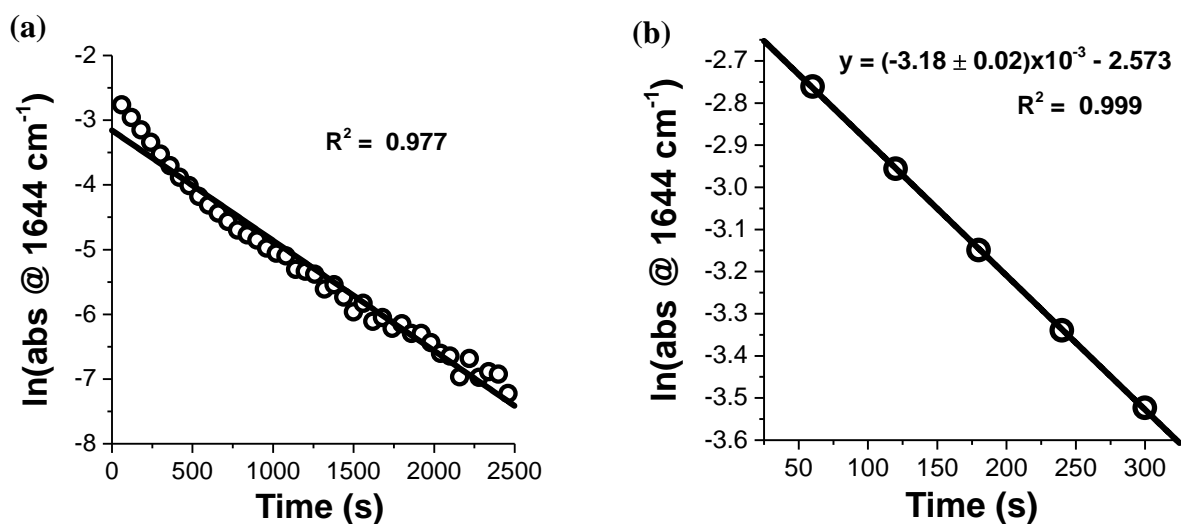 (a)
-2
-3
-4
-5
-6
-7
-8
ln(abs @ 1644 cm⁻¹)
R² = 0.977
0 500 1000 1500 2000 2500
Time (s)
(b)
-2.7
-2.8
-2.9
-3.0
-3.1
-3.2
-3.3
-3.4
-3.5
-3.6
ln(abs @ 1644 cm⁻¹)
y = (-3.18 ± 0.02)x10⁻³ - 2.573
R² = 0.999
50 100 150 200 250 300
Time (s)